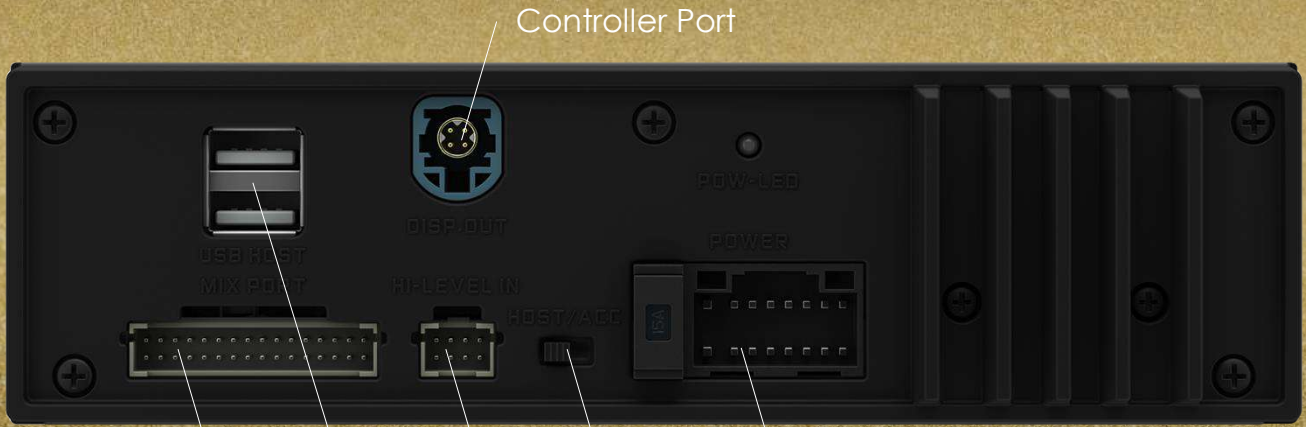 Controller Port
POW-LED
DISP-OUT
POWER
USB HOST
MIX PORT
HI-LEVEL IN
HOST/ACC
15A